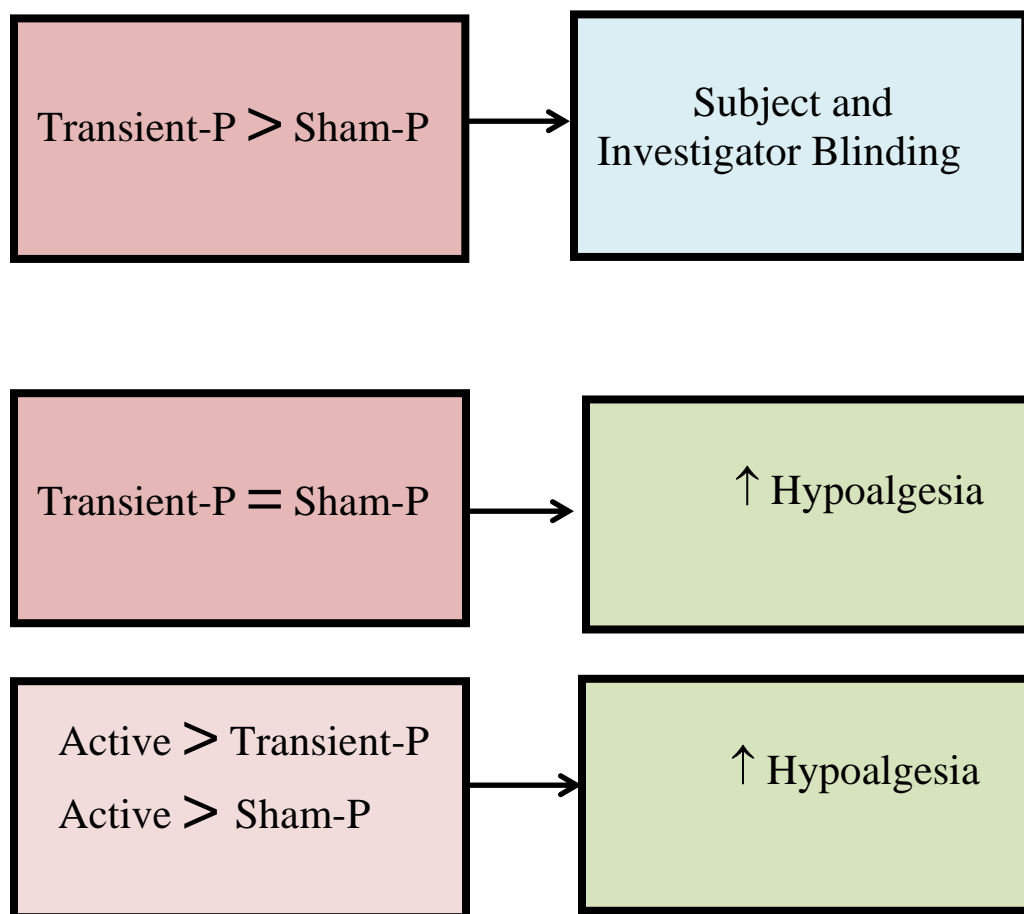 Transient-P > Sham-P
Subject and
Investigator Blinding
Transient-P = Sham-P
↑ Hypoalgesia
Active > Transient-P
Active > Sham-P
↑ Hypoalgesia